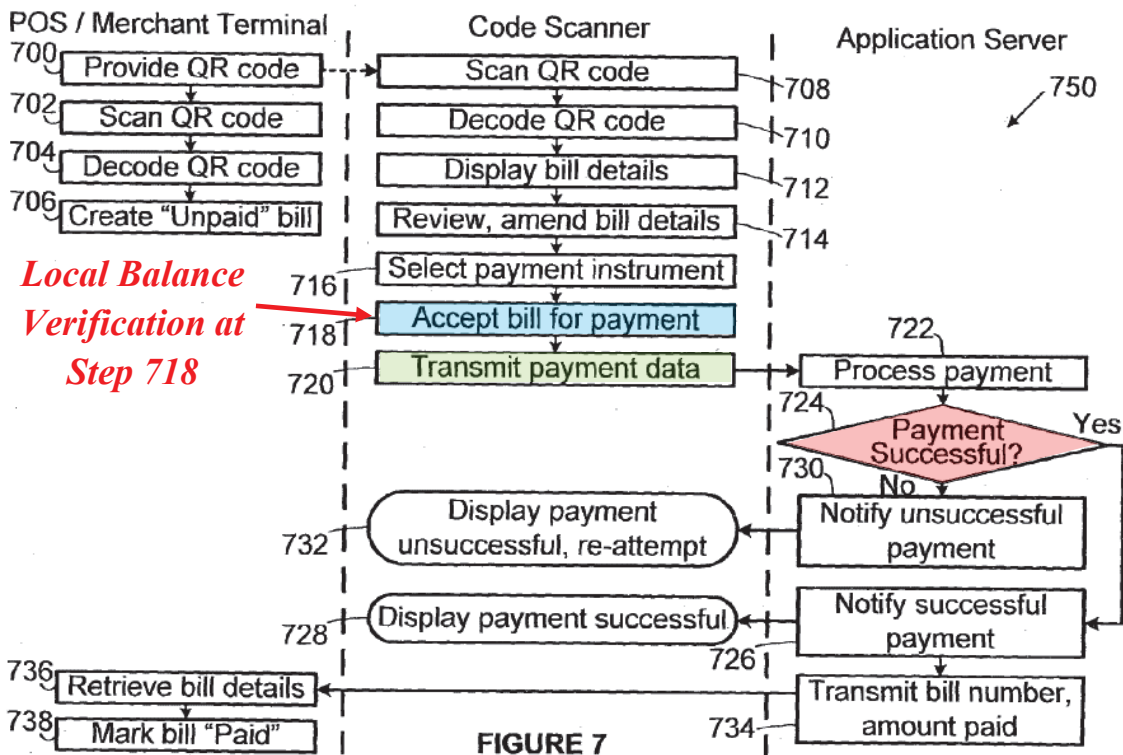 POS / Merchant Terminal
Code Scanner
Application Server
700
Provide QR code
Scan QR code
708
750
702
Scan QR code
Decode QR code
710
704
Decode QR code
Display bill details
712
706
Create “Unpaid” bill
Review, amend bill details
714
Local Balance
Verification at
Step 718
716
Select payment instrument
718
Accept bill for payment
720
Transmit payment data
722
Process payment
724
Payment
Successful?
Yes
No
730
Notify unsuccessful
payment
732
Display payment
unsuccessful, re-attempt
728
Display payment successful
726
Notify successful
payment
736
Retrieve bill details
734
Transmit bill number,
amount paid
738
Mark bill “Paid”
FIGURE 7